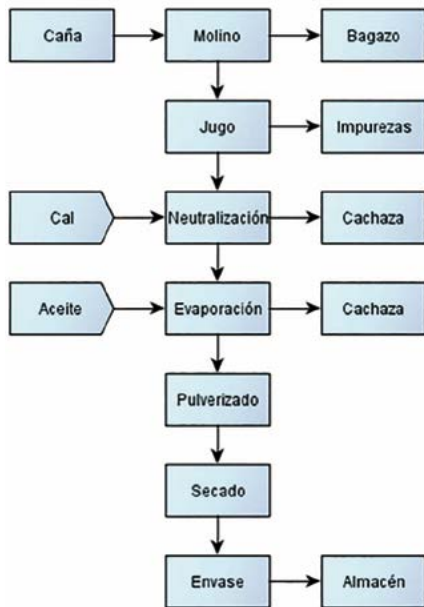 Caña
Molino
Bagazo
Jugo
Impurezas
Cal
Neutralización
Cachaza
Aceite
Evaporación
Cachaza
Pulverizado
Secado
Envase
Almacén